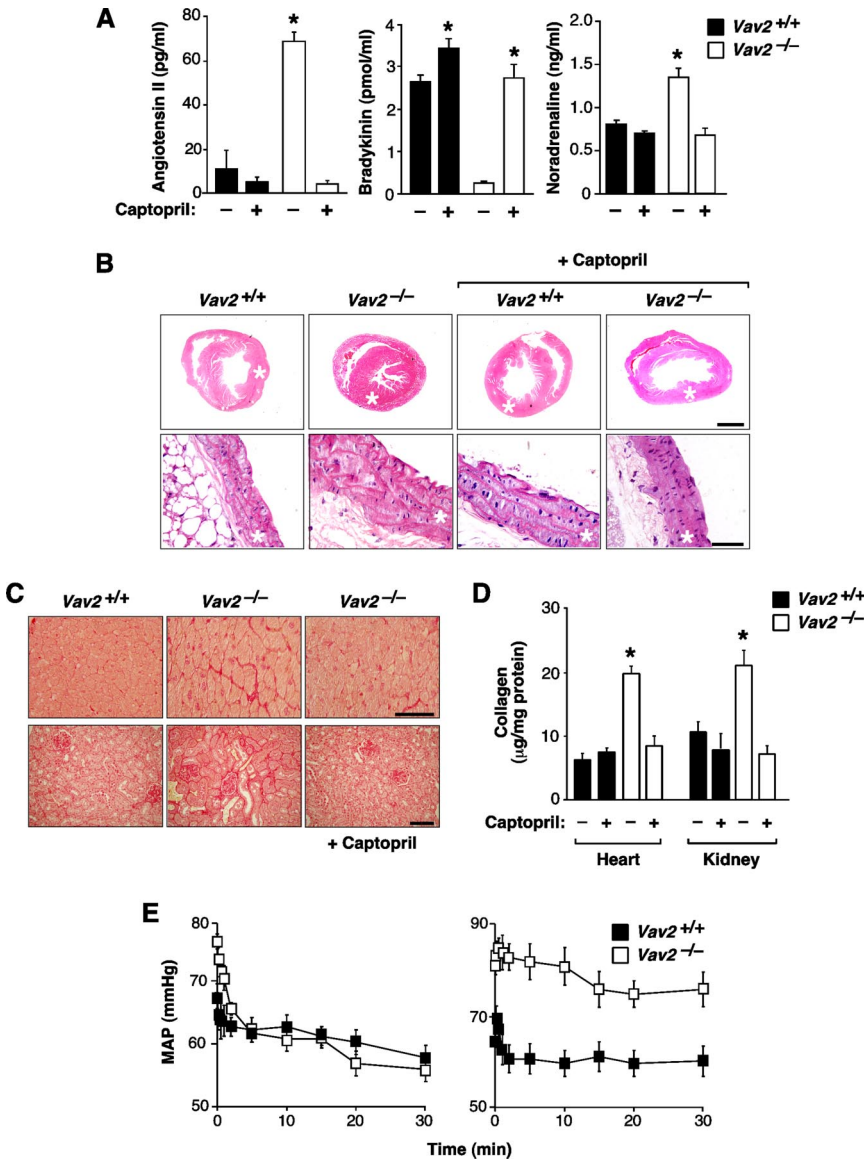 A
Angiotensin II (pg/ml)
80
60
40
20
0
Bradykinin (pmol/ml)
4
3
2
1
0
Noradrenaline (ng/ml)
2.0
1.5
1.0
0.5
0
*
*
*
*
Vav2 +/+
Vav2 –/–
Captopril: – + – + – + – + – + – +
B
+ Captopril
Vav2 +/+ Vav2 –/– Vav2 +/+ Vav2 –/–
* * * *
* * * *
C
Vav2 +/+ Vav2 –/– Vav2 –/–
+ Captopril
D
Vav2 +/+
Vav2 –/–
Collagen
(µg/mg protein)
30
20
10
0
* *
Captopril: – + – + – + – +
Heart Kidney
E
MAP (mmHg)
80
70
60
50
0 10 20 30
90
70
50
0 10 20 30
Vav2 +/+
Vav2 –/–
Time (min)